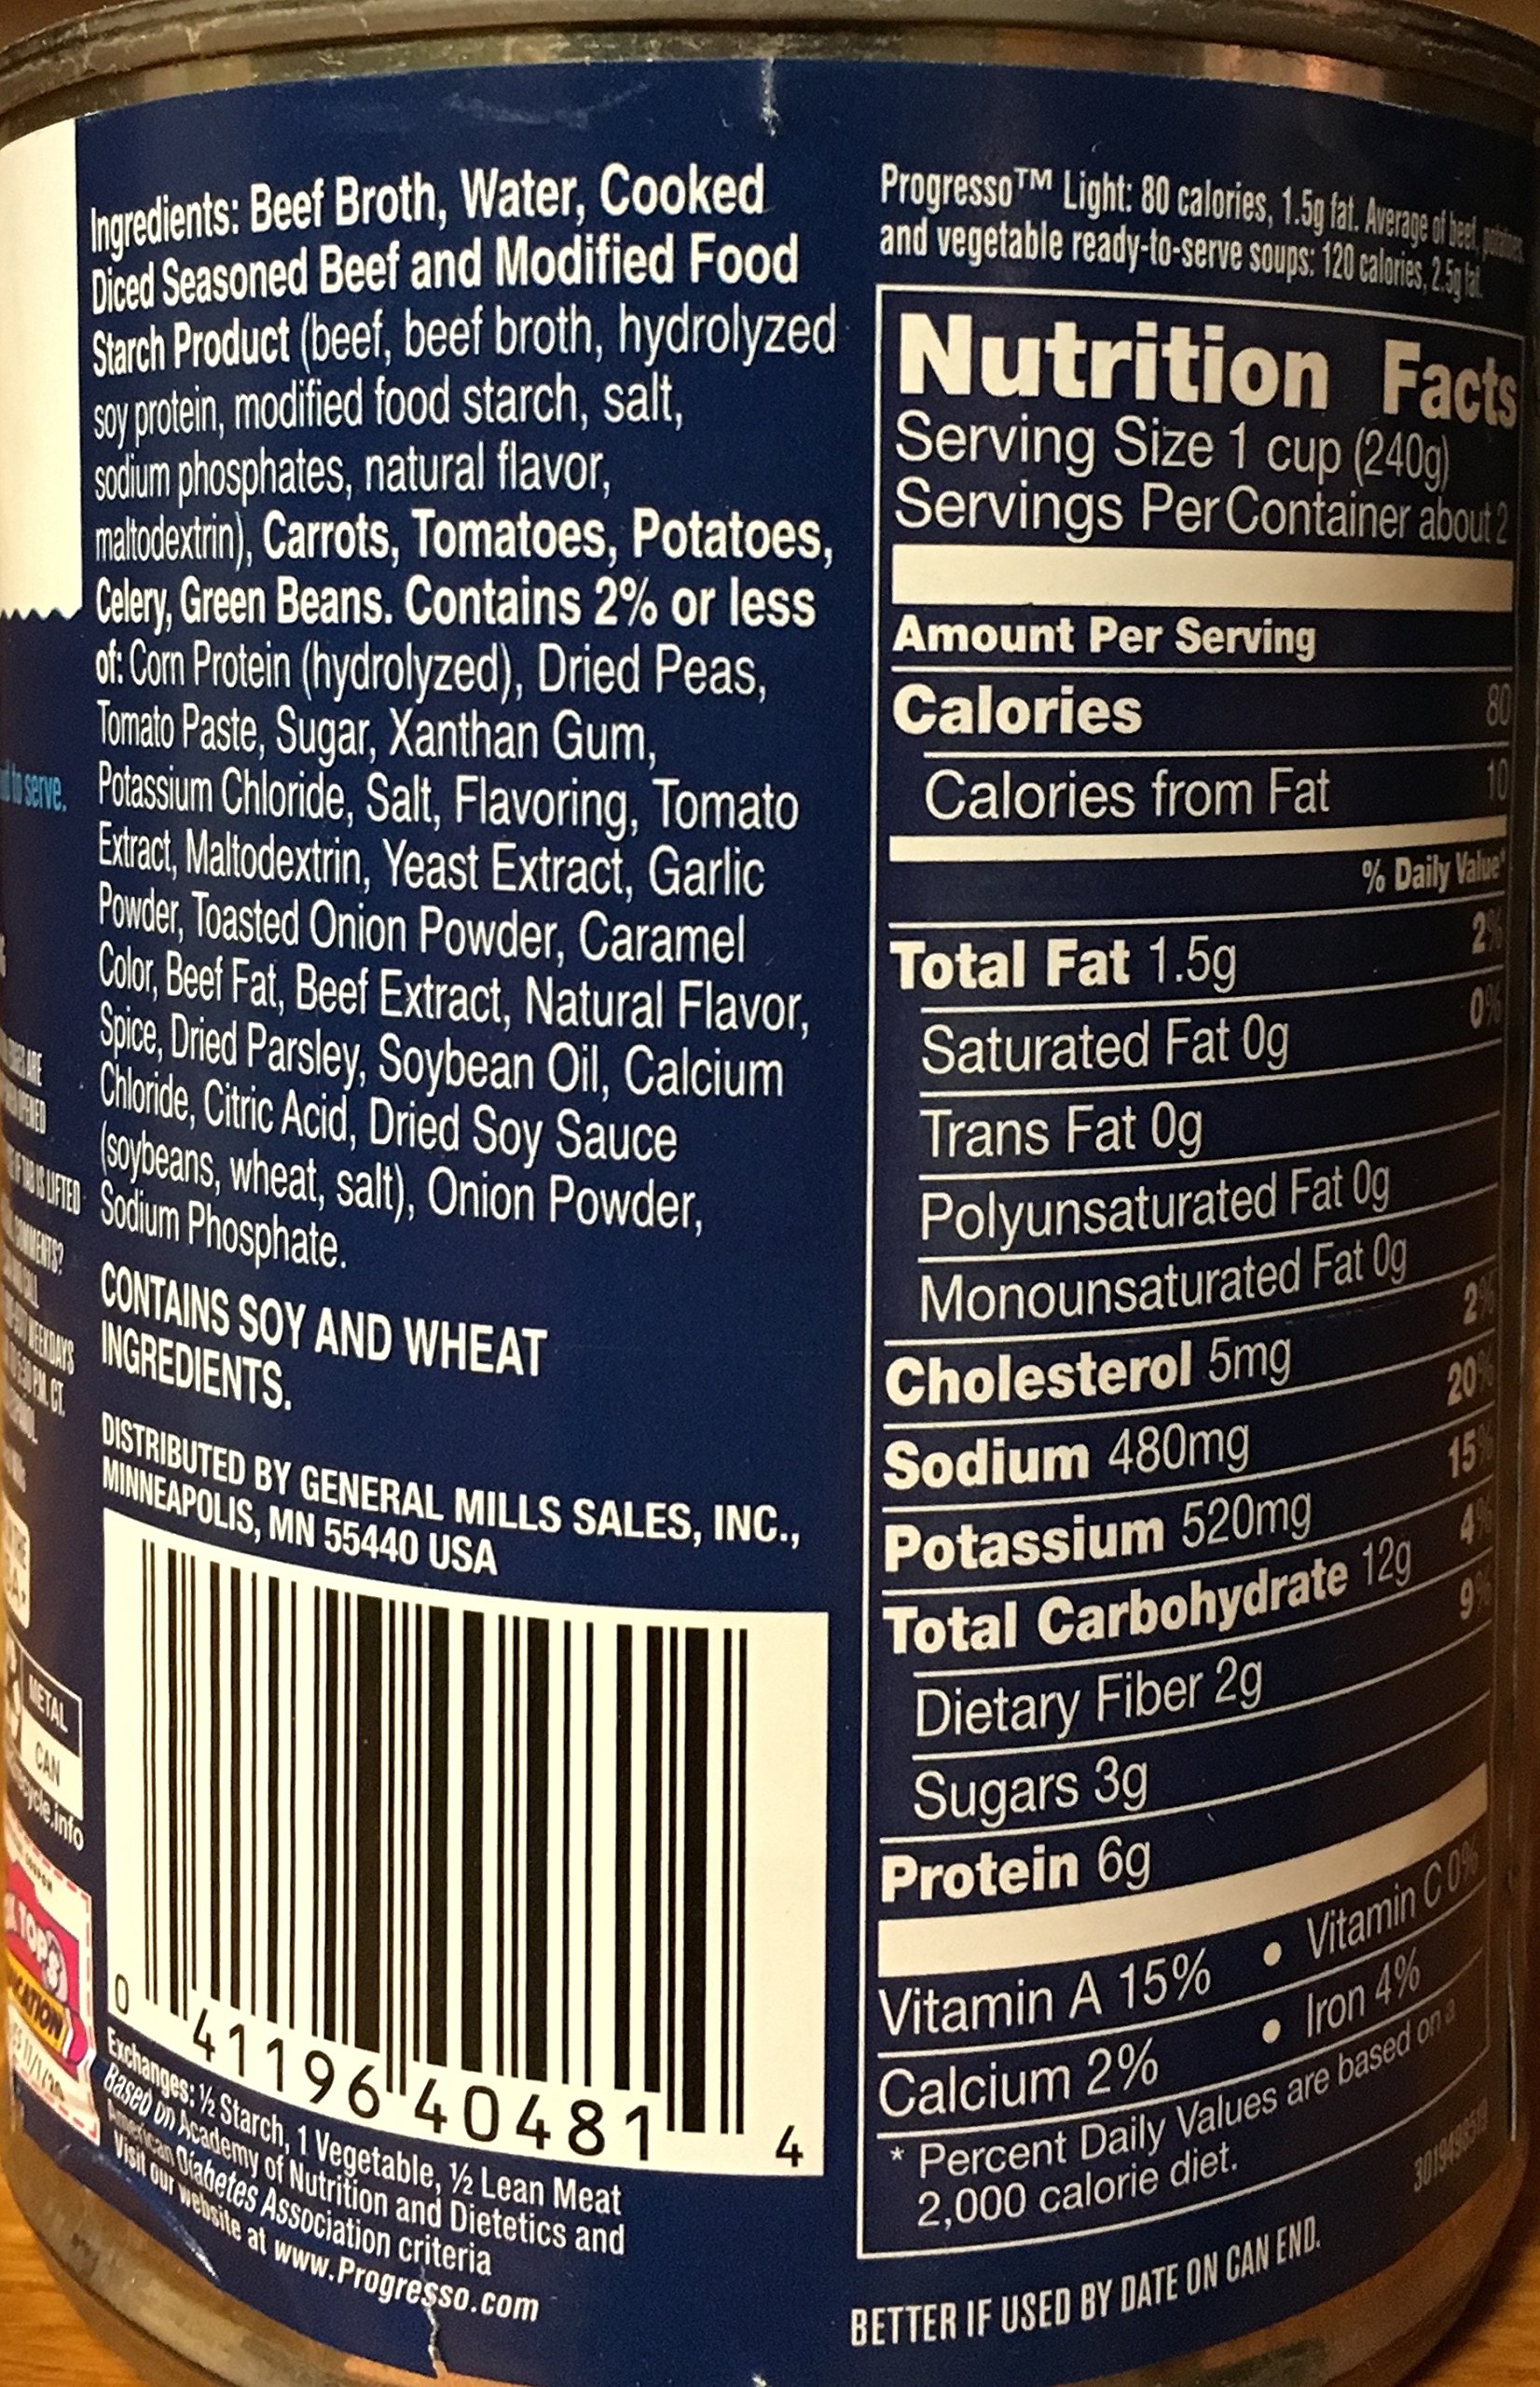 Ingredients: Beef Broth, Water, Cooked
Diced Seasoned Beef and Modified Food
Starch Product (beef, beef broth, hydrolyzed
soy protein, modified food starch, salt,
sodium phosphates, natural flavor,
maltodextrin), Carrots, Tomatoes, Potatoes,
Celery, Green Beans. Contains 2% or less
of: Corn Protein (hydrolyzed), Dried Peas,
Tomato Paste, Sugar, Xanthan Gum,
Potassium Chloride, Salt, Flavoring, Tomato
Extract, Maltodextrin, Yeast Extract, Garlic
Powder, Toasted Onion Powder, Caramel
Color, Beef Fat, Beef Extract, Natural Flavor,
Spice, Dried Parsley, Soybean Oil, Calcium
Chloride, Citric Acid, Dried Soy Sauce
(soybeans, wheat, salt), Onion Powder,
Sodium Phosphate.
CONTAINS SOY AND WHEAT
INGREDIENTS.
DISTRIBUTED BY GENERAL MILLS SALES, INC.,
MINNEAPOLIS, MN 55440 USA
0 41196 40481 4
Exchanges: ½ Starch, 1 Vegetable, ½ Lean Meat
Based on Academy of Nutrition and Dietetics and
American Diabetes Association criteria
Visit our website at www.Progresso.com
to serve.
ARE
OPENED
IF TAB IS LIFTED
COMMENTS?
WEEKDAYS
P.M. CT.
METAL
CAN
TOPS
Progresso™ Light: 80 calories, 1.5g fat. Average of beef, potatoes,
and vegetable ready-to-serve soups: 120 calories, 2.5g fat.
Nutrition Facts
Serving Size 1 cup (240g)
Servings Per Container about 2
Amount Per Serving
Calories 80
Calories from Fat 10
% Daily Value*
Total Fat 1.5g 2%
Saturated Fat 0g 0%
Trans Fat 0g
Polyunsaturated Fat 0g
Monounsaturated Fat 0g
Cholesterol 5mg 2%
Sodium 480mg 20%
Potassium 520mg 15%
Total Carbohydrate 12g 4%
Dietary Fiber 2g 9%
Sugars 3g
Protein 6g
Vitamin A 15% • Vitamin C 0%
Calcium 2% • Iron 4%
* Percent Daily Values are based on a
2,000 calorie diet.
BETTER IF USED BY DATE ON CAN END.